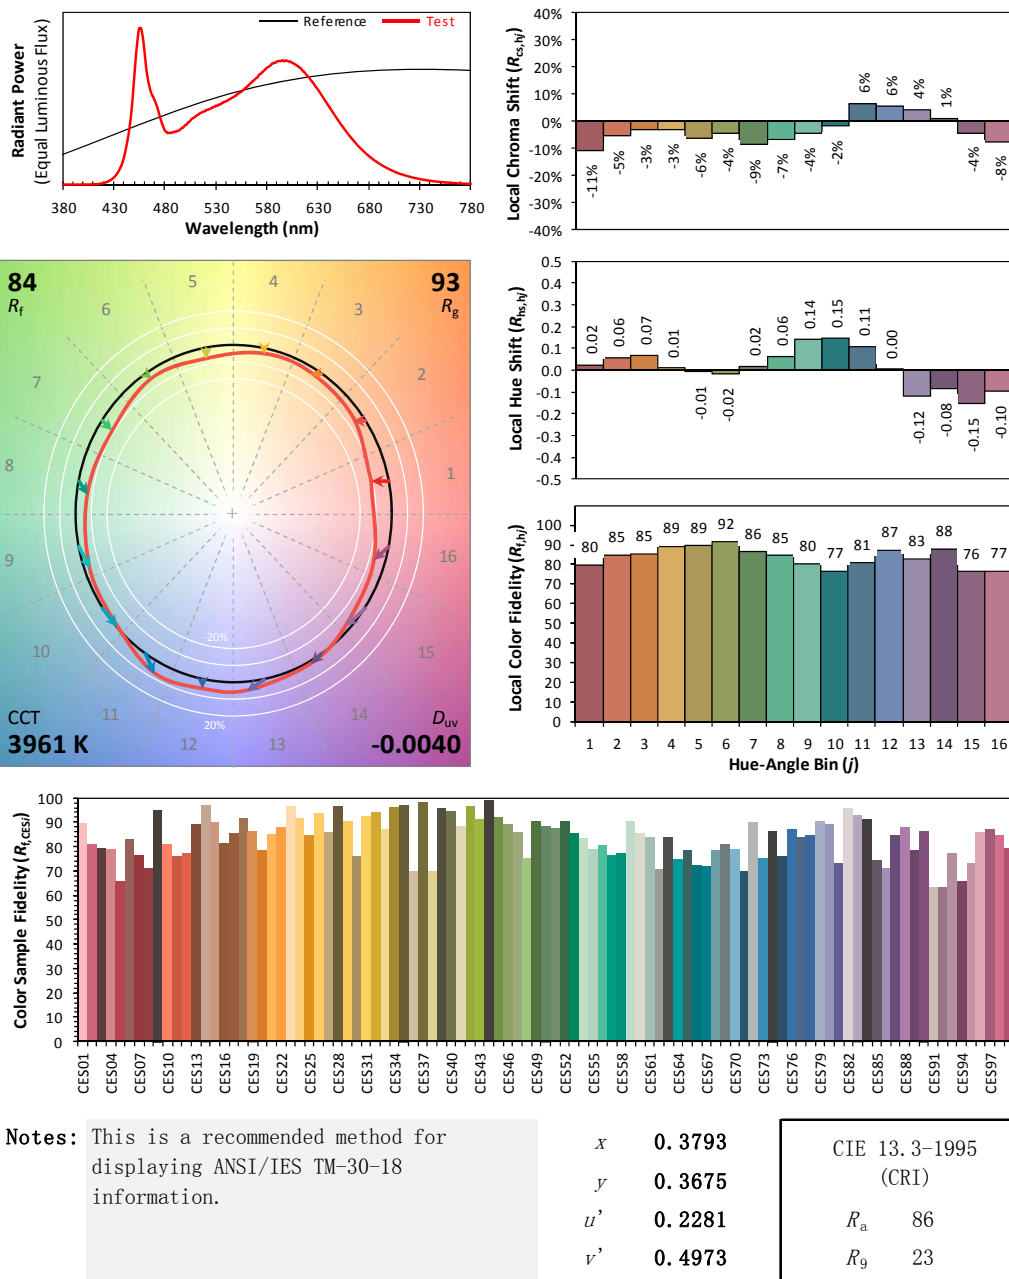 Reference Test
Radiant Power
(Equal Luminous Flux)
380 430 480 530 580 630 680 730 780
Wavelength (nm)
Local Chroma Shift (Rcs,hj)
40%
30%
20%
10%
0%
-10%
-20%
-30%
-40%
-11% -5% -3% -3% -6% -4% -9% -7% -4% -2% 6% 6% 4% 1% -4% -8%
84
Rf
93
Rg
1
2
3
4
5
6
7
8
9
10
11
12
13
14
15
16
-20%
20%
CCT
3961 K
Duv
-0.0040
Local Hue Shift (Rhs,hj)
0.5
0.4
0.3
0.2
0.1
0.0
-0.1
-0.2
-0.3
-0.4
-0.5
0.02 0.06 0.07 0.01 -0.01 -0.02 0.02 0.06 0.14 0.15 0.11 0.00 -0.12 -0.08 -0.15 -0.10
Local Color Fidelity (Rf,hj)
100
90
80
70
60
50
40
30
20
10
0
80 85 85 89 89 92 86 85 80 77 81 87 83 88 76 77
1 2 3 4 5 6 7 8 9 10 11 12 13 14 15 16
Hue-Angle Bin (j)
Color Sample Fidelity (Rf,CESi)
100
90
80
70
60
50
40
30
20
10
0
CES01 CES04 CES07 CES10 CES13 CES16 CES19 CES22 CES25 CES28 CES31 CES34 CES37 CES40 CES43 CES46 CES49 CES52 CES55 CES58 CES61 CES64 CES67 CES70 CES73 CES76 CES79 CES82 CES85 CES88 CES91 CES94 CES97
Notes: This is a recommended method for
displaying ANSI/IES TM-30-18
information.
x 0.3793
y 0.3675
u' 0.2281
v' 0.4973
CIE 13.3-1995
(CRI)
Ra 86
R9 23